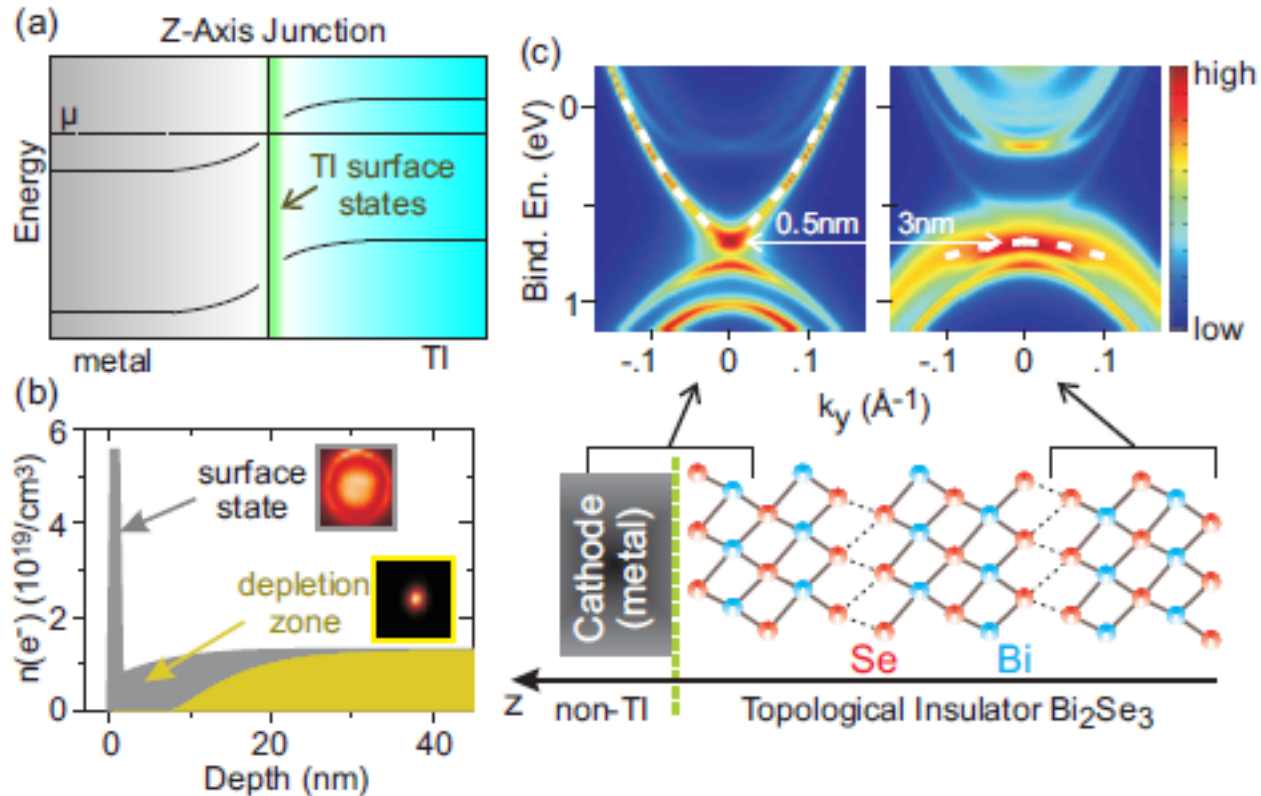 (a)
Z-Axis Junction
μ
Energy
TI surface
states
metal
TI
(b)
n(e⁻) (10¹⁹/cm³)
6
4
2
0
surface
state
depletion
zone
0
20
40
Depth (nm)
(c)
Bind. En. (eV)
0
1
0.5nm
3nm
high
low
-.1
0
.1
-.1
0
.1
k_y (Å⁻¹)
Cathode
(metal)
Se
Bi
z
non-TI
Topological Insulator Bi₂Se₃